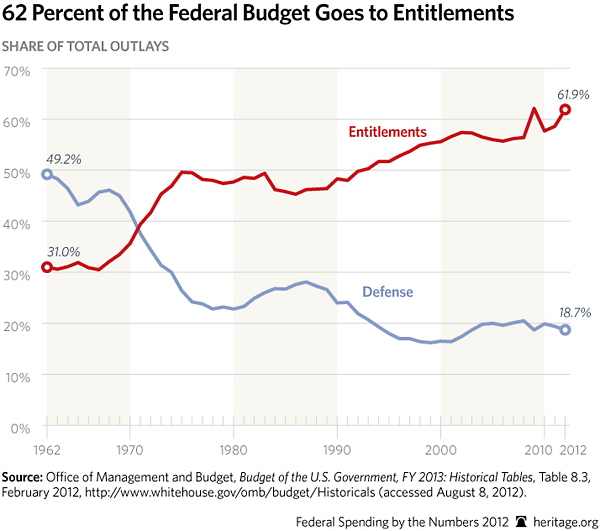 62 Percent of the Federal Budget Goes to Entitlements
SHARE OF TOTAL OUTLAYS
70%
60%
50%
40%
30%
20%
10%
0%
61.9%
Entitlements
49.2%
31.0%
Defense
18.7%
1962 1970 1980 1990 2000 2010 2012
Source: Office of Management and Budget, Budget of the U.S. Government, FY 2013: Historical Tables, Table 8.3,
February 2012, http://www.whitehouse.gov/omb/budget/Historicals (accessed August 8, 2012).
Federal Spending by the Numbers 2012 heritage.org